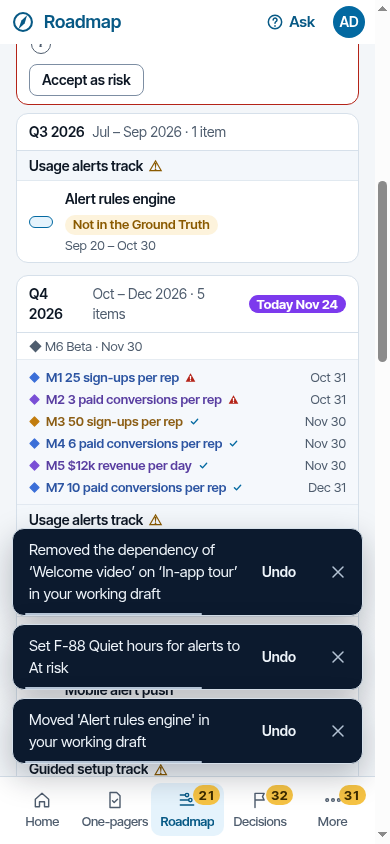 Roadmap
Ask
AD
Accept as risk
Q3 2026 Jul – Sep 2026 · 1 item
Usage alerts track
Alert rules engine
Not in the Ground Truth
Sep 20 – Oct 30
Q4 2026 Oct – Dec 2026 · 5 items
Today Nov 24
M6 Beta · Nov 30
M1 25 sign-ups per rep Oct 31
M2 3 paid conversions per rep Oct 31
M3 50 sign-ups per rep Nov 30
M4 6 paid conversions per rep Nov 30
M5 $12k revenue per day Nov 30
M7 10 paid conversions per rep Dec 31
Usage alerts track
Removed the dependency of
‘Welcome video’ on ‘In-app tour’
in your working draft
Undo
Set F-88 Quiet hours for alerts to
At risk
Undo
Mobile alert push
Moved 'Alert rules engine' in
your working draft
Undo
Guided setup track
Home
One-pagers
Roadmap 21
Decisions 32
More 31